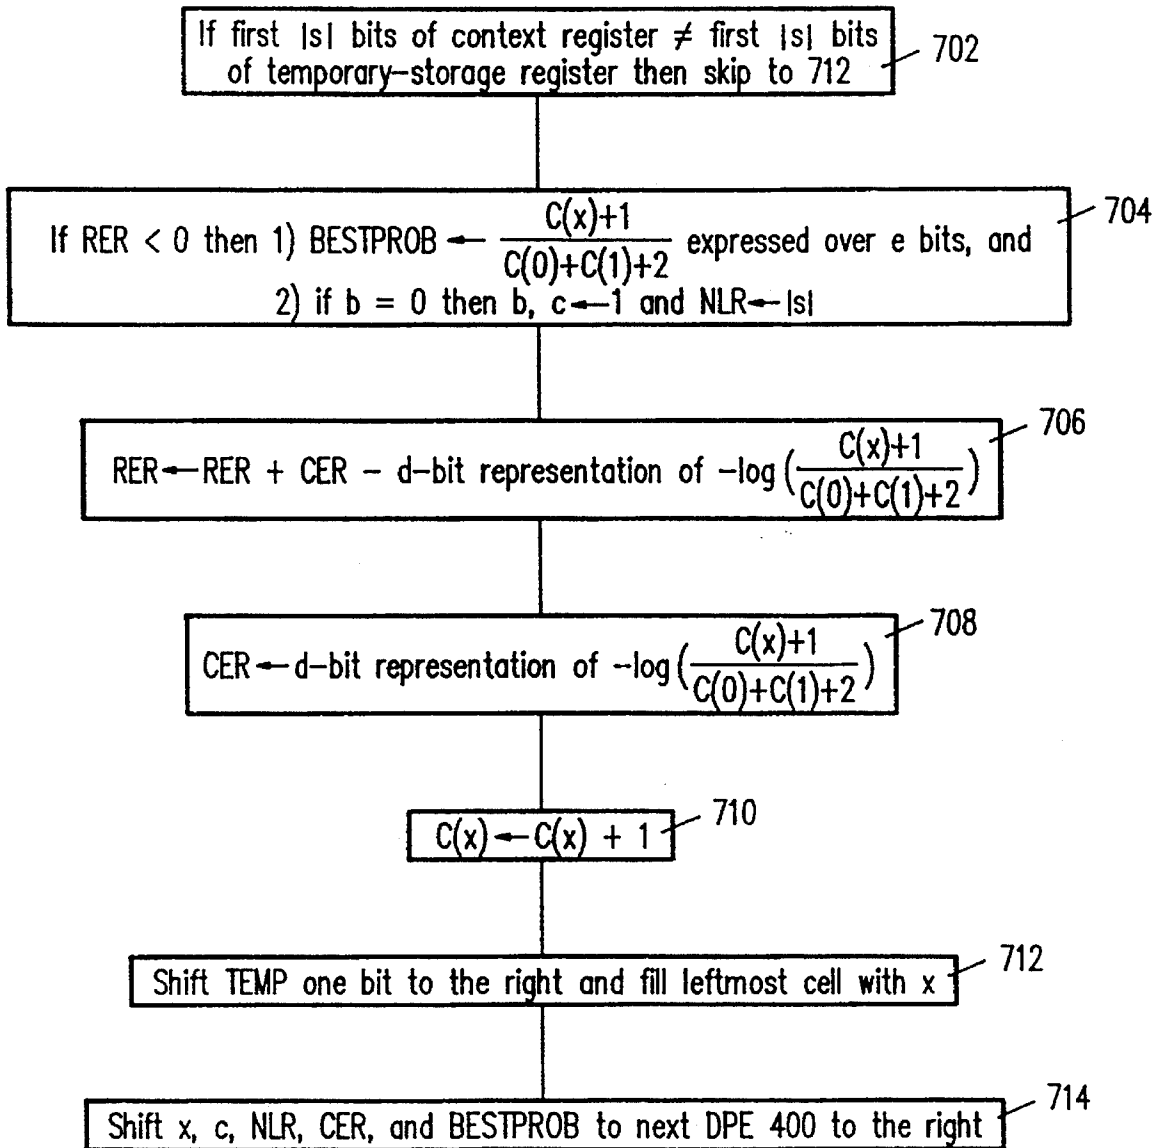 If first |s| bits of context register ≠ first |s| bits
of temporary-storage register then skip to 712
702
If RER < 0 then 1) BESTPROB ← C(x)+1 / C(0)+C(1)+2 expressed over e bits, and
2) if b = 0 then b, c←1 and NLR←|s|
704
RER←RER + CER – d-bit representation of –log(C(x)+1 / C(0)+C(1)+2)
706
CER←d-bit representation of –log(C(x)+1 / C(0)+C(1)+2)
708
C(x)←C(x) + 1
710
Shift TEMP one bit to the right and fill leftmost cell with x
712
Shift x, c, NLR, CER, and BESTPROB to next DPE 400 to the right
714